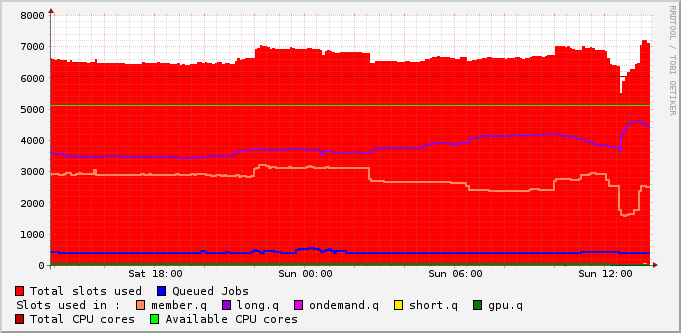 8000
7000
6000
5000
4000
3000
2000
1000
0
Sat 18:00 Sun 00:00 Sun 06:00 Sun 12:00
Total slots used Queued Jobs
Slots used in : member.q long.q ondemand.q short.q gpu.q
Total CPU cores Available CPU cores
RRDTOOL / TOBI OETIKER